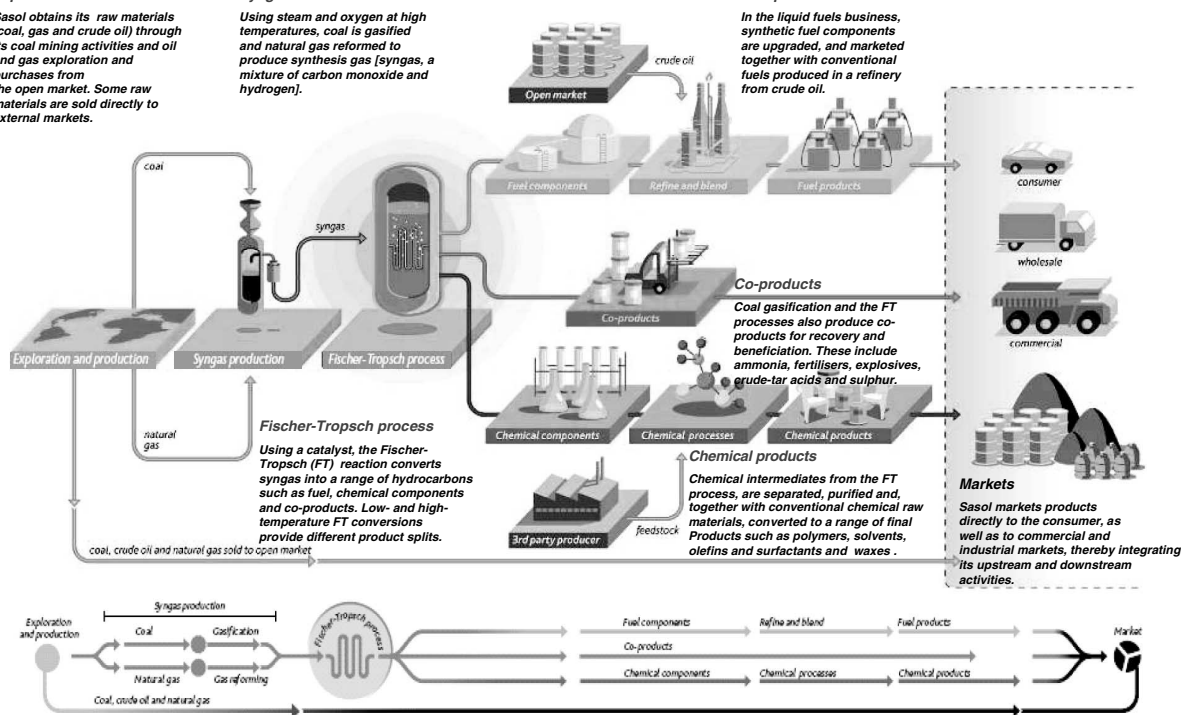 Sasol obtains its raw materials
(coal, gas and crude oil) through
its coal mining activities and oil
and gas exploration and
purchases from
the open market. Some raw
materials are sold directly to
external markets.
Using steam and oxygen at high
temperatures, coal is gasified
and natural gas reformed to
produce synthesis gas [syngas, a
mixture of carbon monoxide and
hydrogen].
In the liquid fuels business,
synthetic fuel components
are upgraded, and marketed
together with conventional
fuels produced in a refinery
from crude oil.
crude oil
Open market
coal
syngas
Fuel components
Refine and blend
Fuel products
consumer
wholesale
commercial
Co-products
Co-products
Coal gasification and the FT
processes also produce co-
products for recovery and
beneficiation. These include
ammonia, fertilisers, explosives,
crude-tar acids and sulphur.
Exploration and production
Syngas production
Fischer-Tropsch process
natural
gas
Fischer-Tropsch process
Using a catalyst, the Fischer-
Tropsch (FT) reaction converts
syngas into a range of hydrocarbons
such as fuel, chemical components
and co-products. Low- and high-
temperature FT conversions
provide different product splits.
Chemical components
Chemical processes
Chemical products
3rd party producer
feedstock
Chemical products
Chemical intermediates from the FT
process, are separated, purified and,
together with conventional chemical raw
materials, converted to a range of final
Products such as polymers, solvents,
olefins and surfactants and waxes .
Markets
Sasol markets products
directly to the consumer, as
well as to commercial and
industrial markets, thereby integrating
its upstream and downstream
activities.
coal, crude oil and natural gas sold to open market
Exploration
and production
Syngas production
Coal
Gasification
Natural gas
Gas reforming
Fischer-Tropsch process
Fuel components
Refine and blend
Fuel products
Co-products
Chemical components
Chemical processes
Chemical products
Market
Coal, crude oil and natural gas